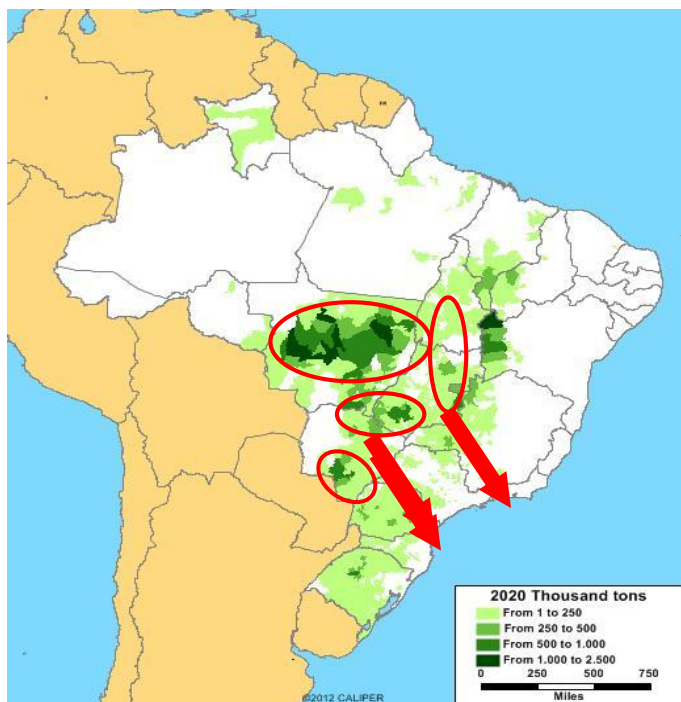 2020 Thousand tons
From 1 to 250
From 250 to 500
From 500 to 1.000
From 1.000 to 2.500
0 250 500 750
Miles
©2012 CALIPER